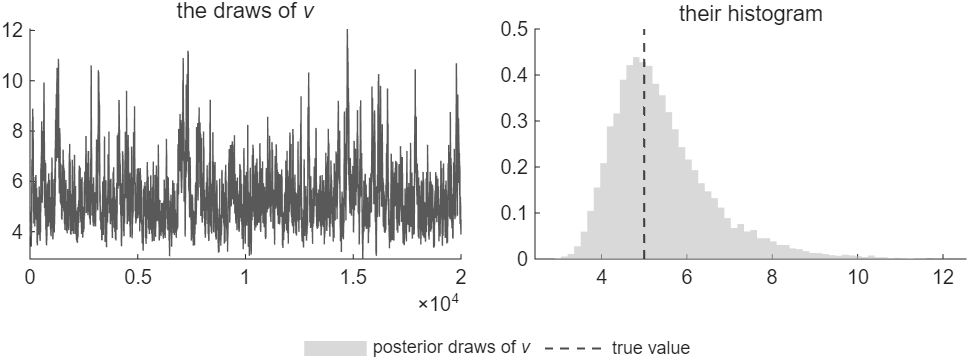 the draws of v
12
10
8
6
4
0 0.5 1 1.5 2
×10⁴
their histogram
0.5
0.4
0.3
0.2
0.1
0
4 6 8 10 12
posterior draws of v true value